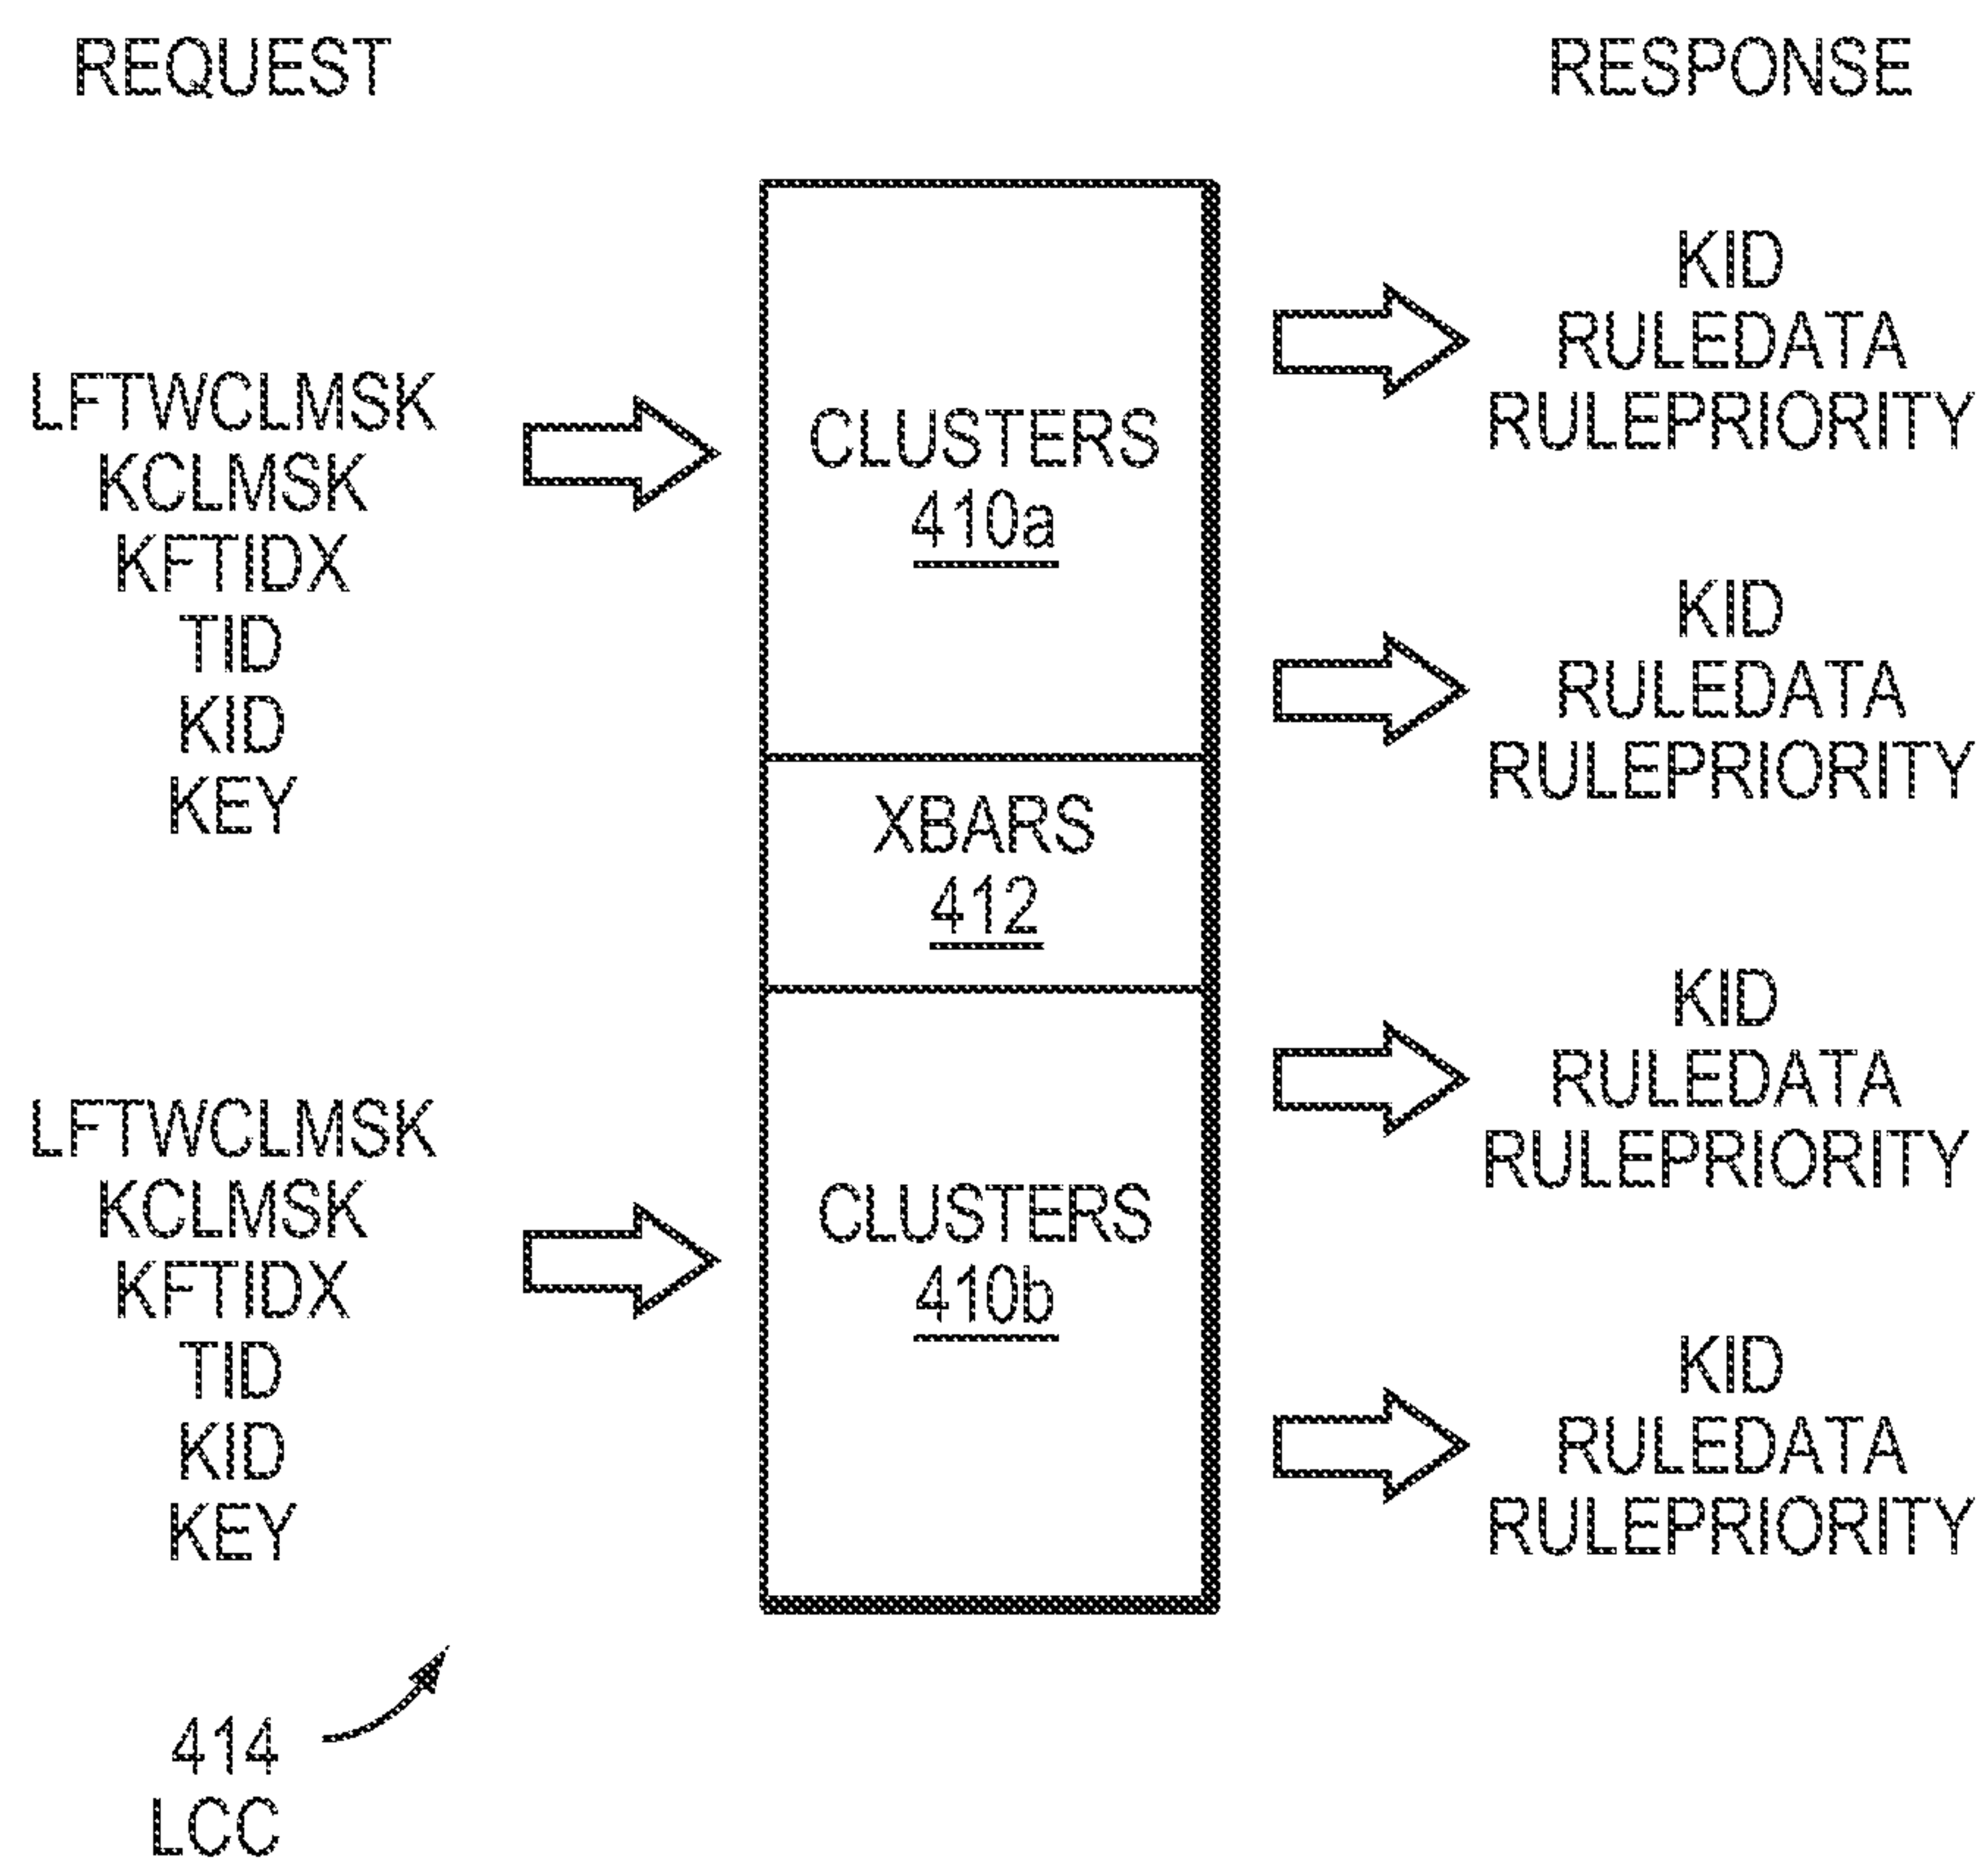 REQUEST
RESPONSE
LFTWCLMSK
KCLMSK
KFTIDX
TID
KID
KEY
LFTWCLMSK
KCLMSK
KFTIDX
TID
KID
KEY
414
LCC
CLUSTERS
410a
XBARS
412
CLUSTERS
410b
KID
RULEDATA
RULEPRIORITY
KID
RULEDATA
RULEPRIORITY
KID
RULEDATA
RULEPRIORITY
KID
RULEDATA
RULEPRIORITY